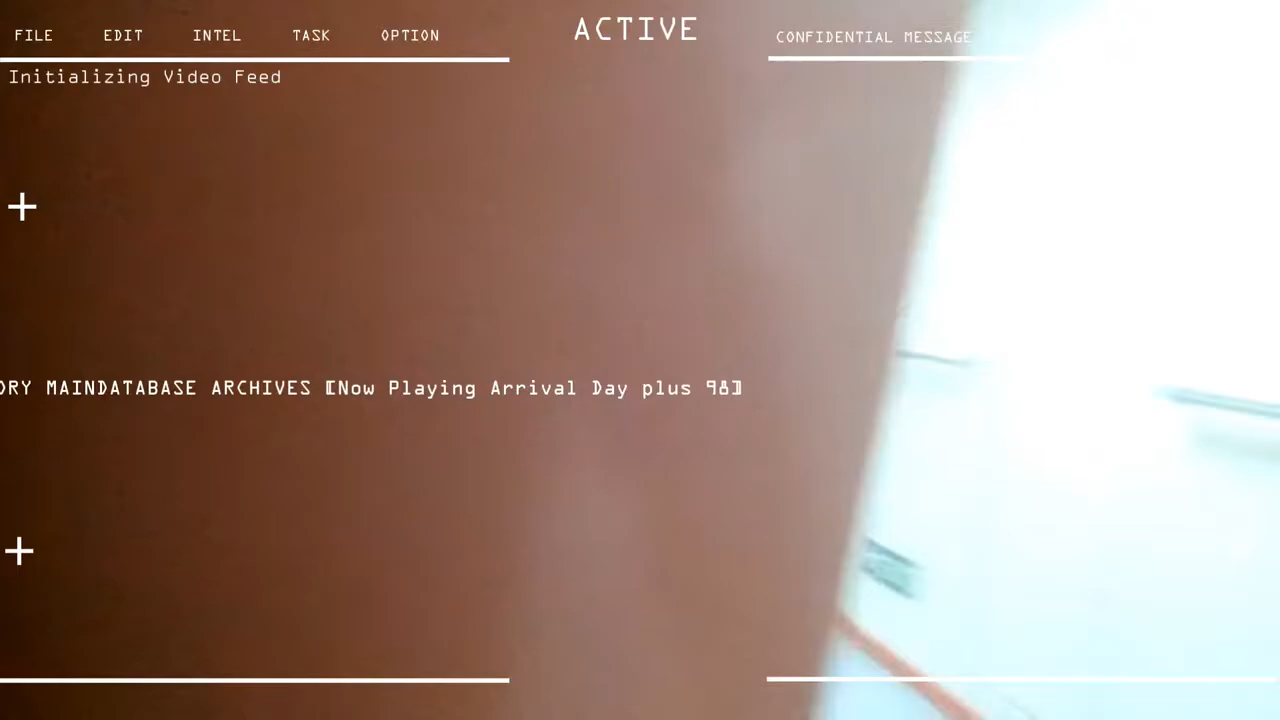 FILE EDIT INTEL TASK OPTION
ACTIVE
CONFIDENTIAL MESSAGE
Initializing Video Feed
ORY MAINDATABASE ARCHIVES [Now Playing Arrival Day plus 98]